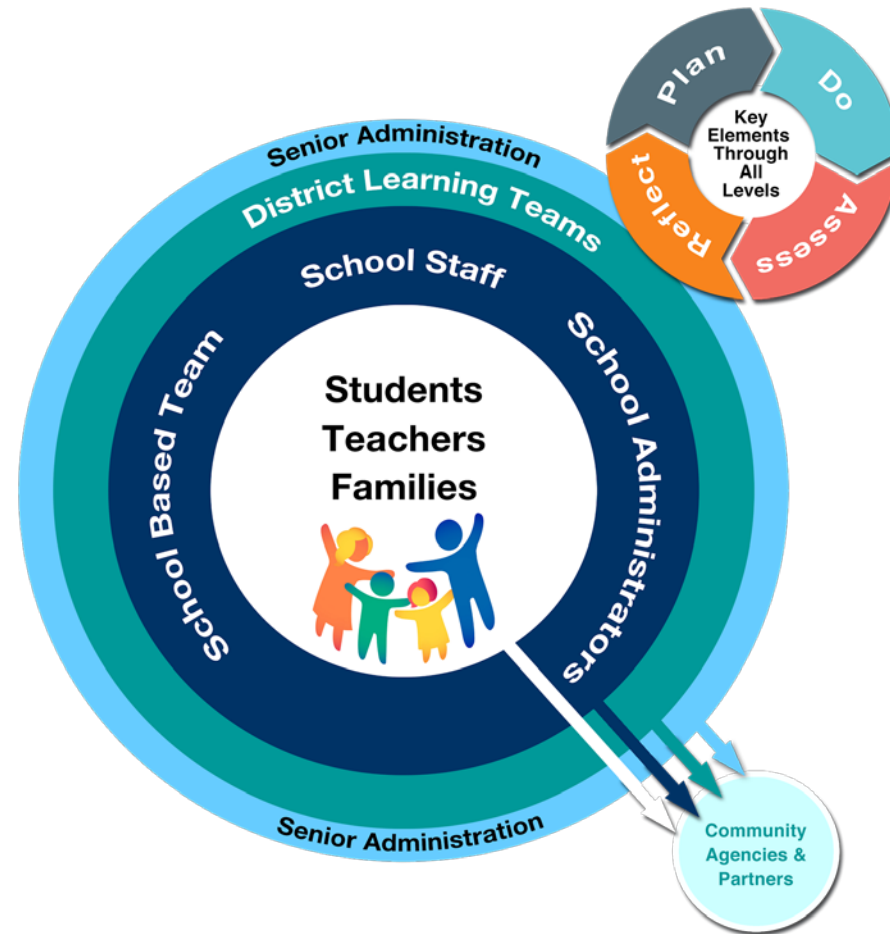 Plan
Do
Assess
Reflect
Key
Elements
Through
All
Levels
Senior Administration
District Learning Teams
School Staff
School Based Team
School Administrators
Students
Teachers
Families
Senior Administration
Community
Agencies &
Partners